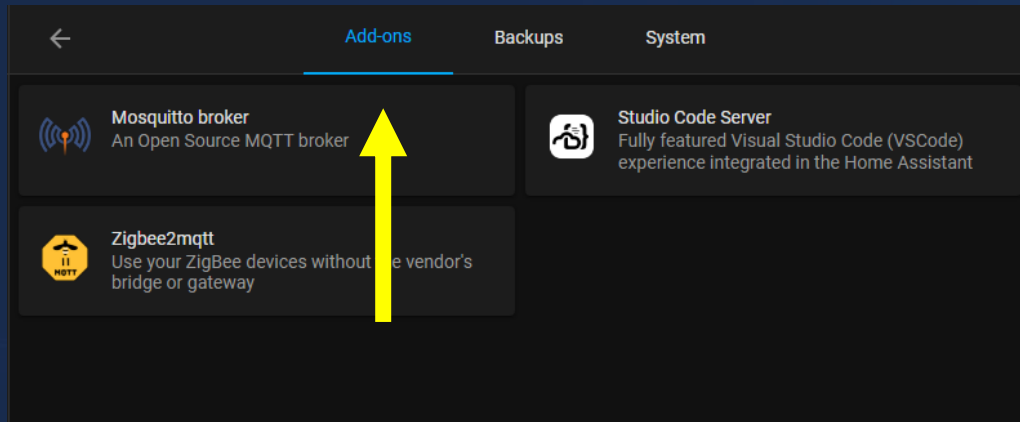 Add-ons
Backups
System
Mosquitto broker
An Open Source MQTT broker
Studio Code Server
Fully featured Visual Studio Code (VSCode)
experience integrated in the Home Assistant
Zigbee2mqtt
Use your ZigBee devices without vendor's
bridge or gateway
MQTT